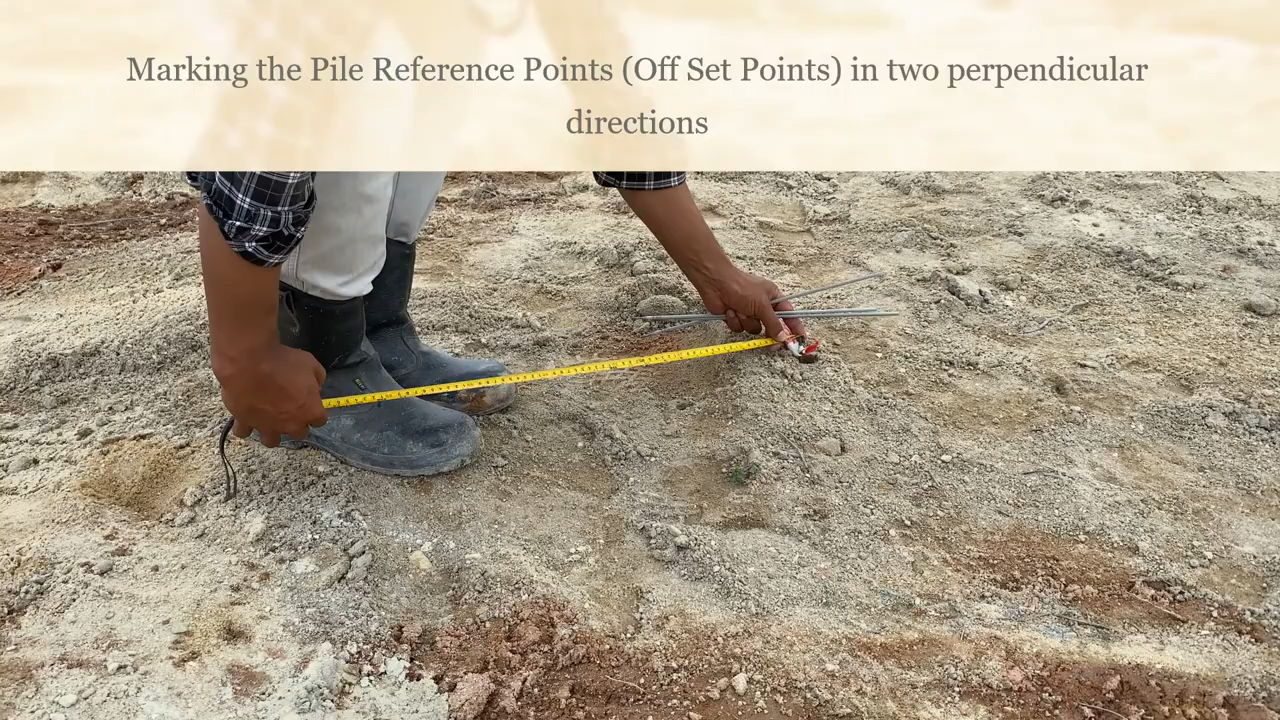 Marking the Pile Reference Points (Off Set Points) in two perpendicular
directions